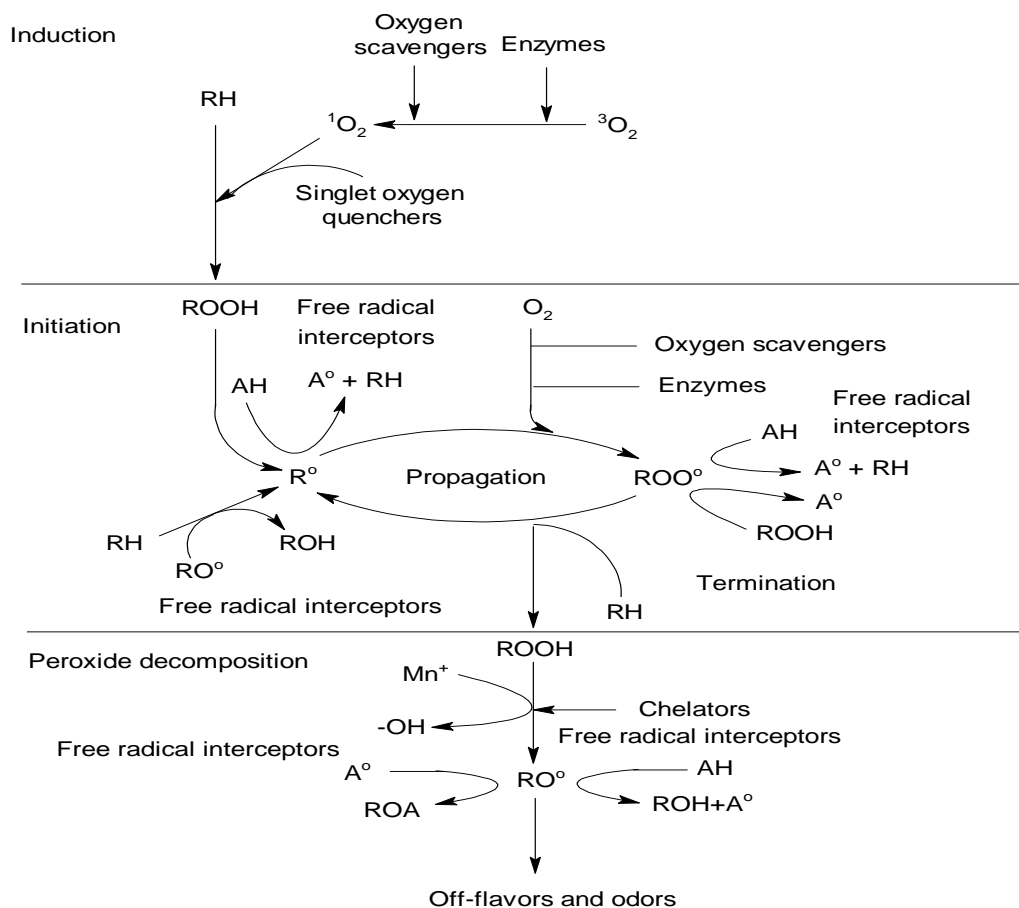 Induction
Oxygen
scavengers
Enzymes
RH
¹O₂
³O₂
Singlet oxygen
quenchers
ROOH
Free radical
interceptors
O₂
Initiation
Oxygen scavengers
AH
Aº + RH
Enzymes
Free radical
interceptors
AH
Rº
Propagation
ROOº
Aº + RH
Aº
RH
ROH
ROOH
ROº
Termination
Free radical interceptors
RH
ROOH
Peroxide decomposition
Mn⁺
-OH
Chelators
Free radical interceptors
Free radical interceptors
Aº
ROº
AH
ROA
ROH+Aº
Off-flavors and odors